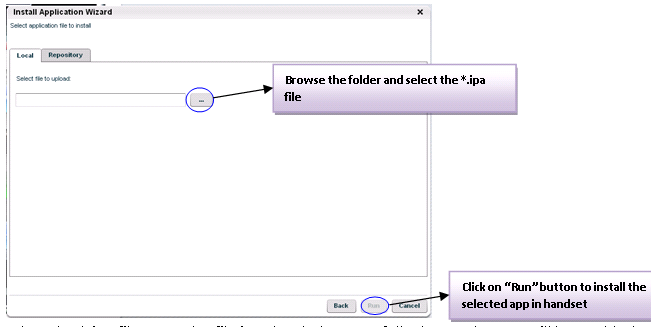 Install Application Wizard
Select application file to install
Local Repository
Select file to upload:
...
Browse the folder and select the *.ipa
file
Back Run Cancel
Click on "Run" button to install the
selected app in handset